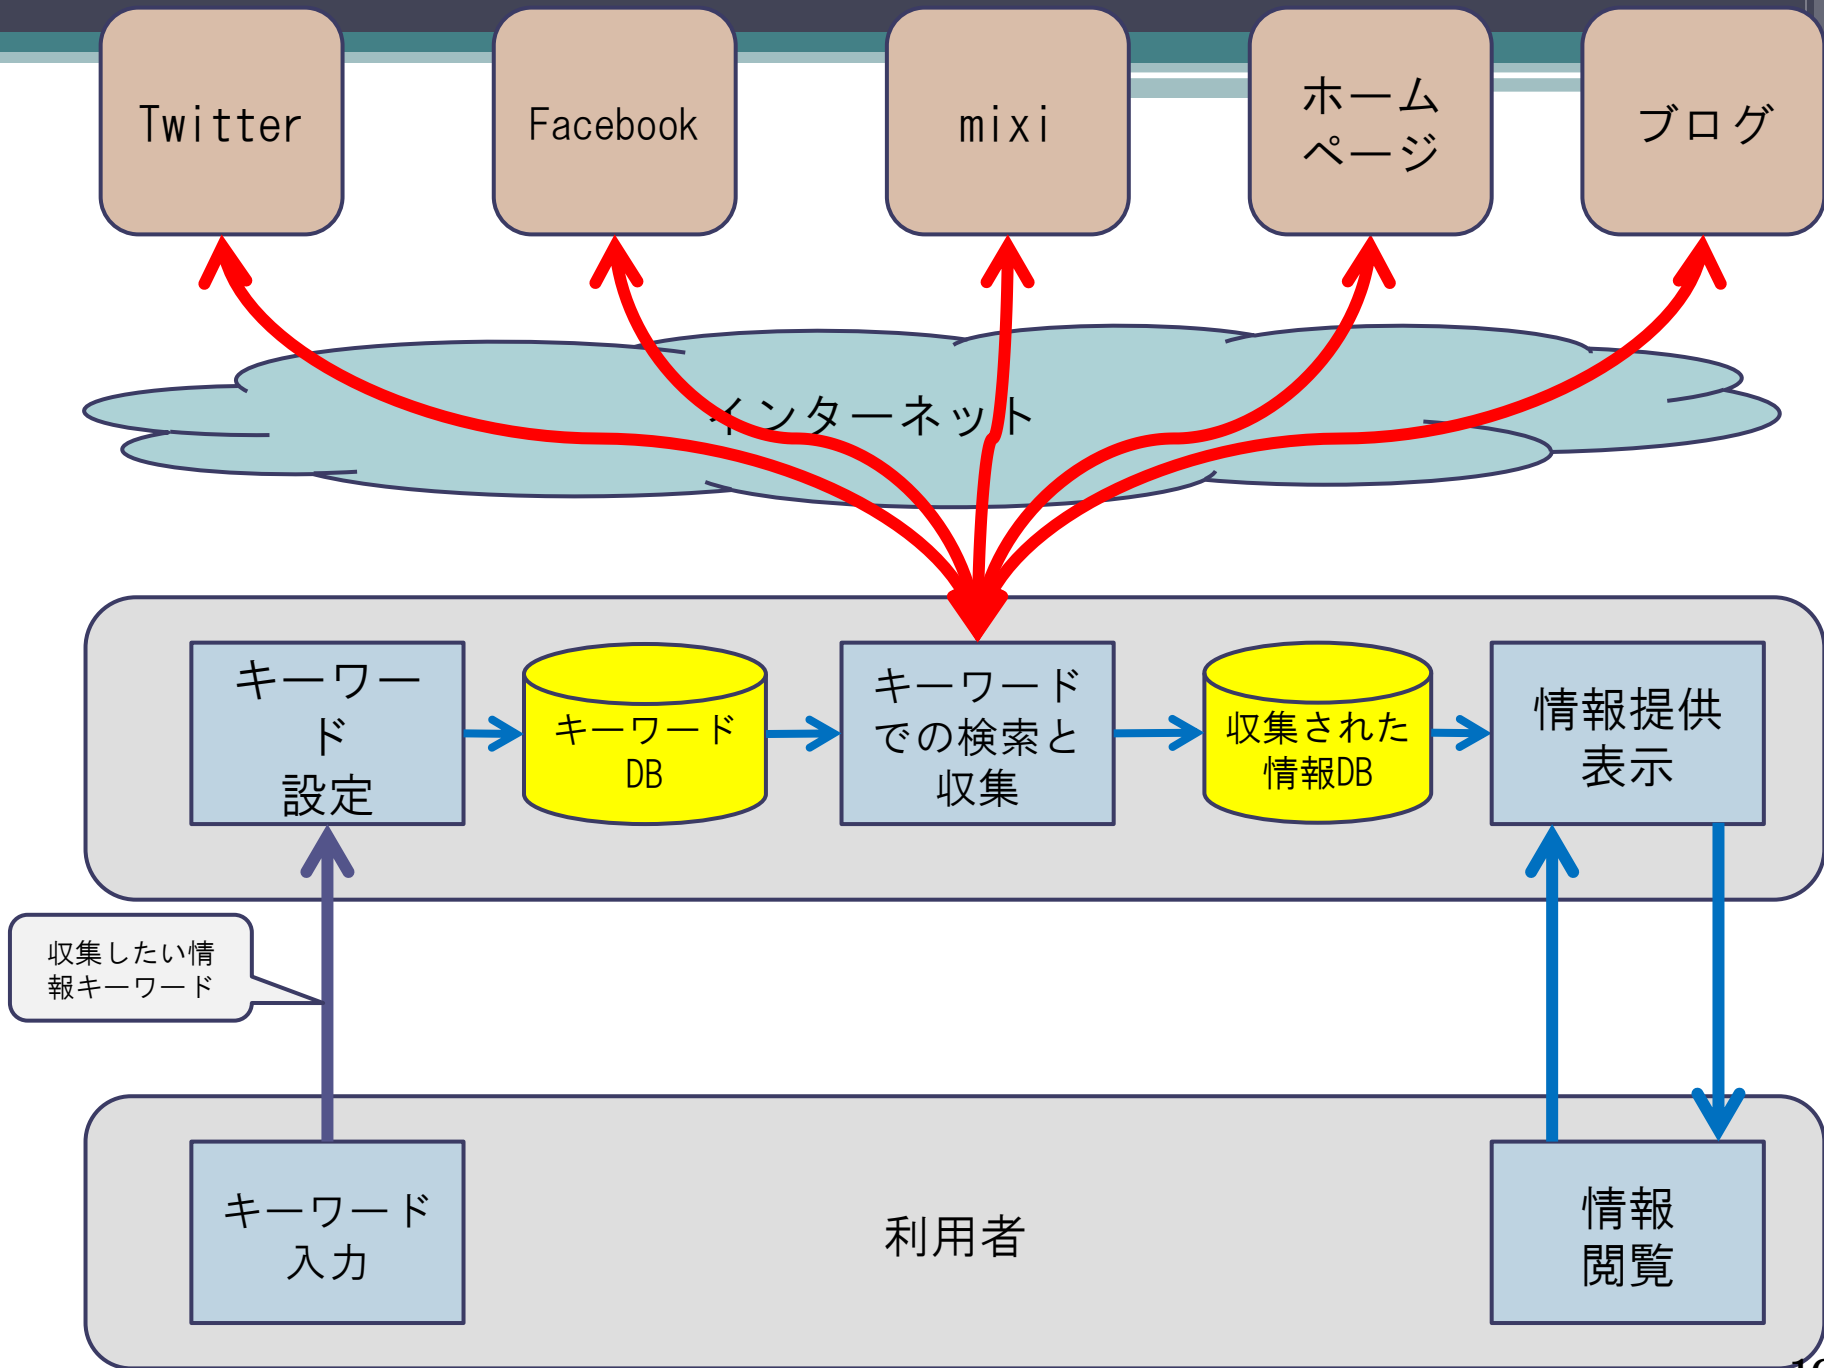 Twitter
Facebook
mixi
ホーム
ページ
ブログ
インターネット
キーワー
ド
設定
キーワード
DB
キーワード
での検索と
収集
収集された
情報DB
情報提供
表示
収集したい情
報キーワード
キーワード
入力
利用者
情報
閲覧